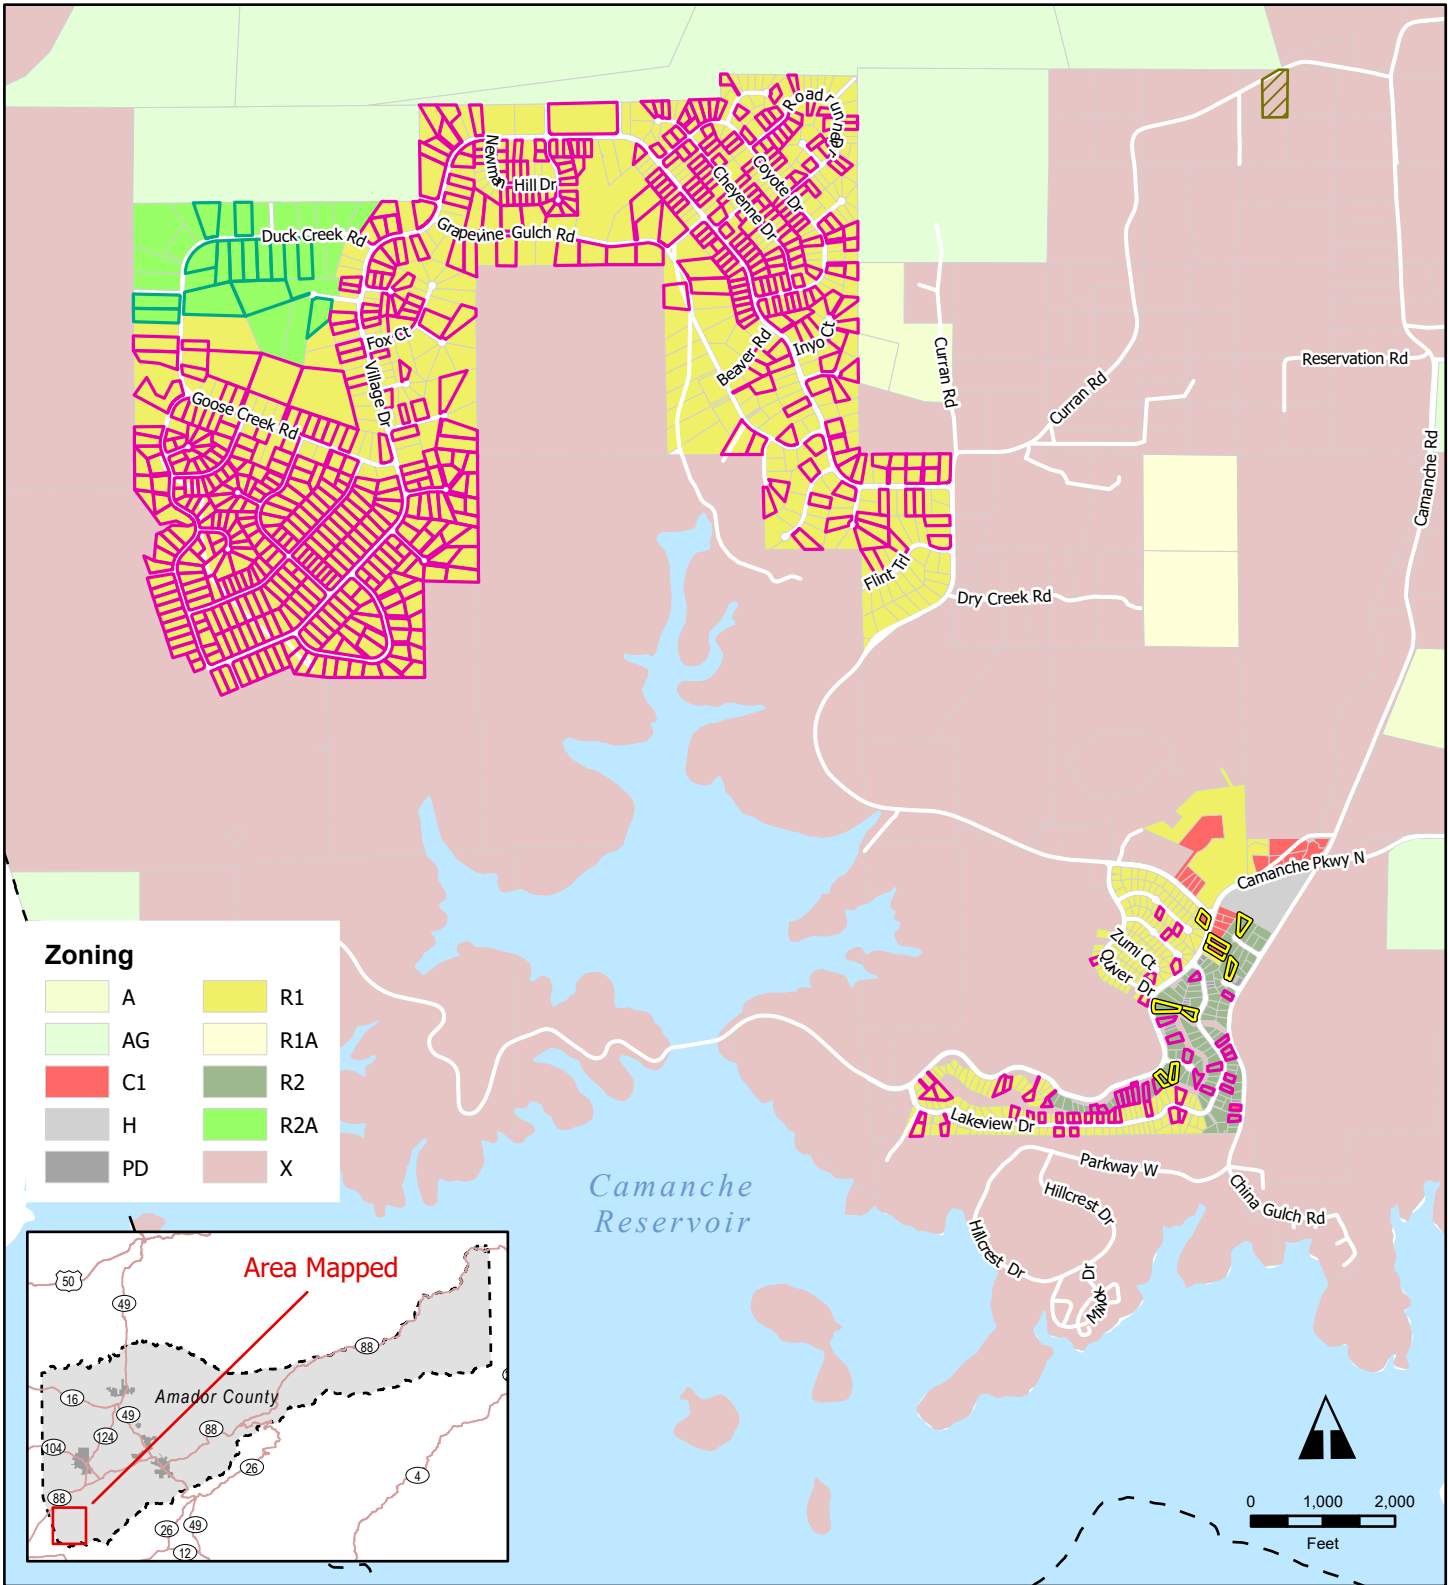 Roadrunner Dr
Newman Hill Dr
Coyote Dr
Cheyenne Dr
Duck Creek Rd
Grapevine Gulch Rd
Fox Ct
Village Dr
Goose Creek Rd
Beaver Rd
Inyo Ct
Curran Rd
Curran Rd
Reservation Rd
Camanche Rd
Flint Trl
Dry Creek Rd
Camanche Pkwy N
Zumi Ct
Quiver Dr
Lakeview Dr
Parkway W
Hillcrest Dr
Hillcrest Dr
China Gulch Rd
Miwok Dr
Camanche
Reservoir
Zoning
A
AG
C1
H
PD
R1
R1A
R2
R2A
X
Area Mapped
Amador County
50
49
88
16
49
124
88
104
26
4
88
26
49
12
0 1,000 2,000
Feet